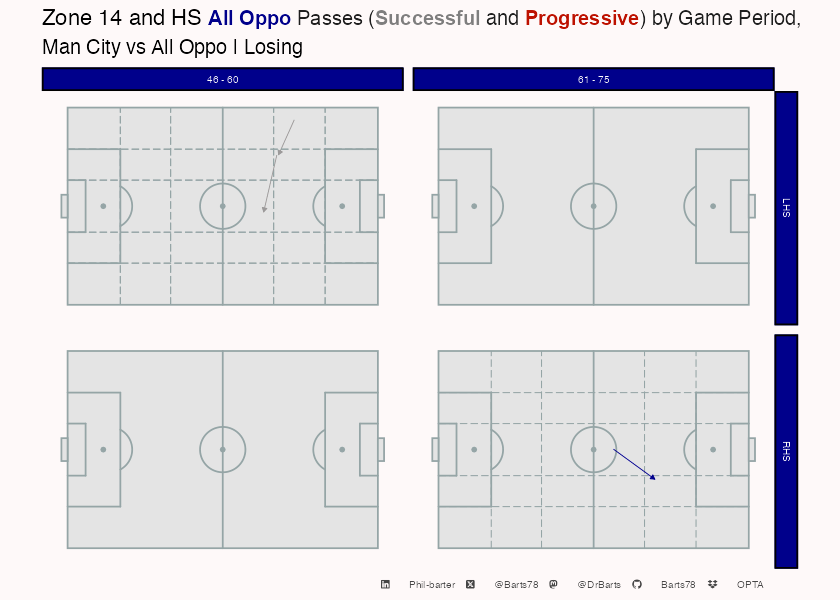 Zone 14 and HS All Oppo Passes (Successful and Progressive) by Game Period,
Man City vs All Oppo I Losing
46 - 60
61 - 75
LHS
RHS
Phil-barter @Barts78 @DrBarts Barts78 OPTA